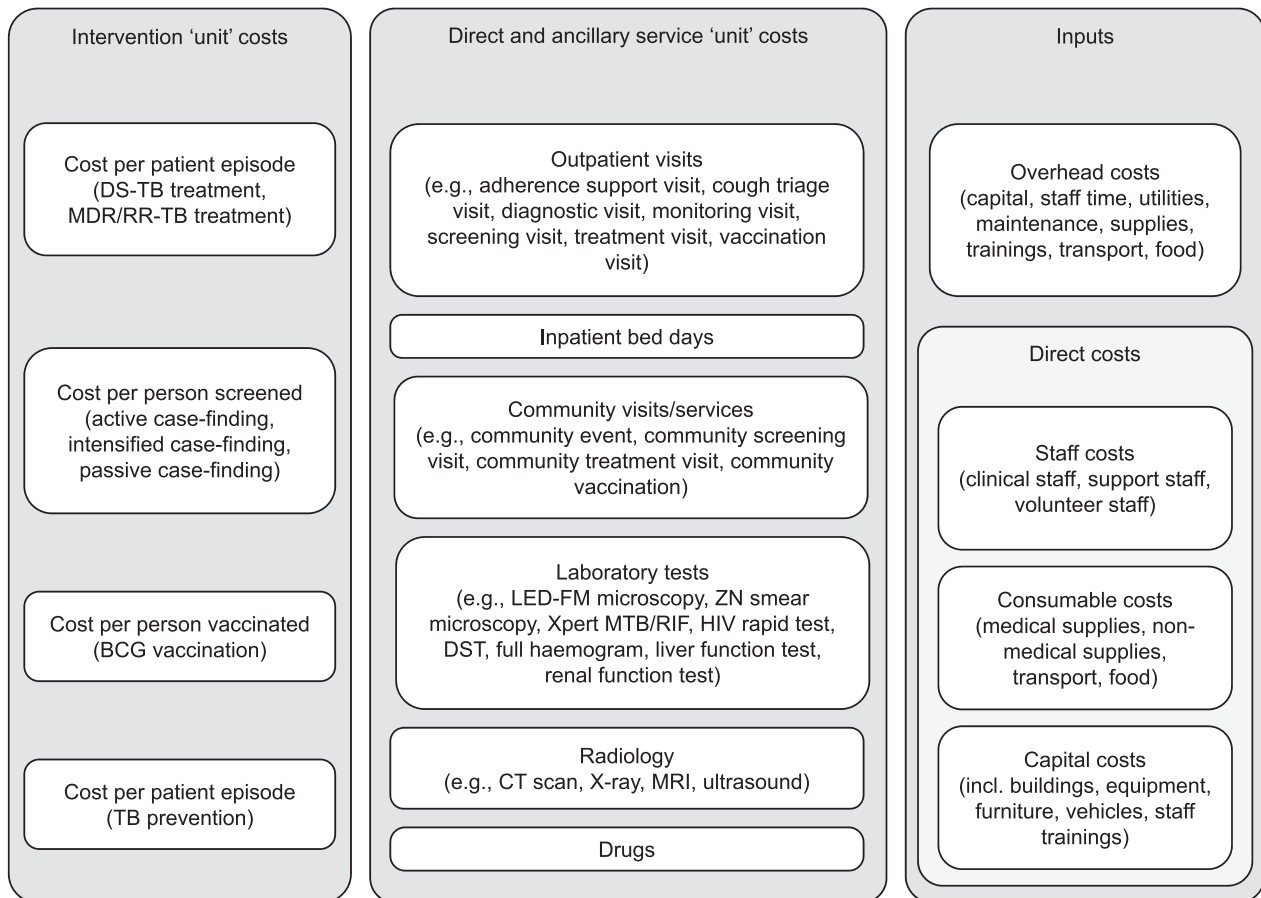 Intervention ‘unit’ costs
Cost per patient episode
(DS-TB treatment,
MDR/RR-TB treatment)
Cost per person screened
(active case-finding,
intensified case-finding,
passive case-finding)
Cost per person vaccinated
(BCG vaccination)
Cost per patient episode
(TB prevention)
Direct and ancillary service ‘unit’ costs
Outpatient visits
(e.g., adherence support visit, cough triage
visit, diagnostic visit, monitoring visit,
screening visit, treatment visit, vaccination
visit)
Inpatient bed days
Community visits/services
(e.g., community event, community screening
visit, community treatment visit, community
vaccination)
Laboratory tests
(e.g., LED-FM microscopy, ZN smear
microscopy, Xpert MTB/RIF, HIV rapid test,
DST, full haemogram, liver function test,
renal function test)
Radiology
(e.g., CT scan, X-ray, MRI, ultrasound)
Drugs
Inputs
Overhead costs
(capital, staff time, utilities,
maintenance, supplies,
trainings, transport, food)
Direct costs
Staff costs
(clinical staff, support staff,
volunteer staff)
Consumable costs
(medical supplies, non-
medical supplies,
transport, food)
Capital costs
(incl. buildings, equipment,
furniture, vehicles, staff
trainings)